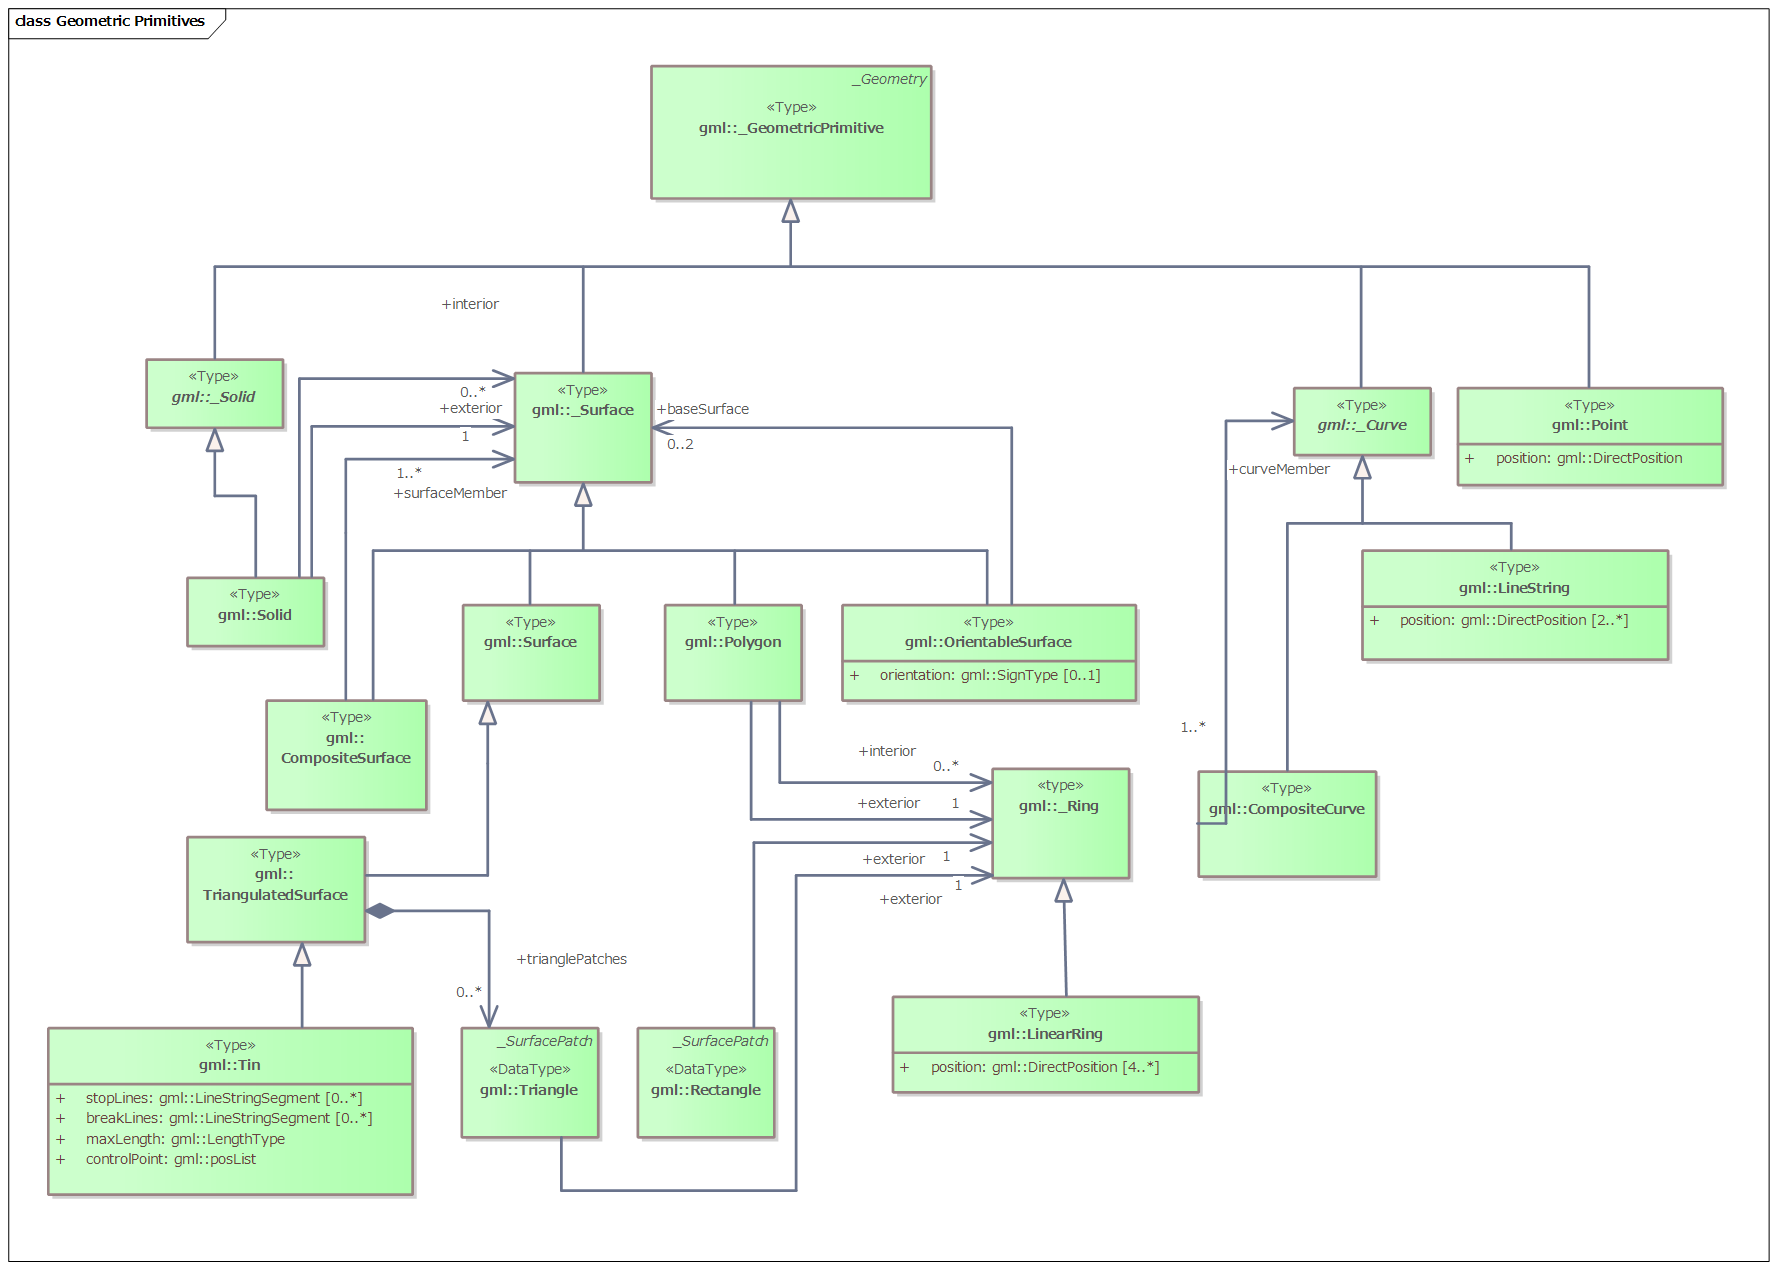 class Geometric Primitives
_Geometry
«Type»
gml::_GeometricPrimitive
+interior
«Type»
gml::_Solid
0..*
+exterior
1
1..*
+surfaceMember
«Type»
gml::_Surface
+baseSurface
0..2
«Type»
gml::_Curve
+curveMember
«Type»
gml::Point
+ position: gml::DirectPosition
«Type»
gml::LineString
+ position: gml::DirectPosition [2..*]
«Type»
gml::Solid
«Type»
gml::Surface
«Type»
gml::Polygon
«Type»
gml::OrientableSurface
+ orientation: gml::SignType [0..1]
«Type»
gml::
CompositeSurface
1..*
+interior
0..*
+exterior 1
+exterior 1
1
+exterior
«type»
gml::_Ring
«Type»
gml::CompositeCurve
«Type»
gml::
TriangulatedSurface
+trianglePatches
0..*
«Type»
gml::Tin
+ stopLines: gml::LineStringSegment [0..*]
+ breakLines: gml::LineStringSegment [0..*]
+ maxLength: gml::LengthType
+ controlPoint: gml::posList
_SurfacePatch
«DataType»
gml::Triangle
_SurfacePatch
«DataType»
gml::Rectangle
«Type»
gml::LinearRing
+ position: gml::DirectPosition [4..*]